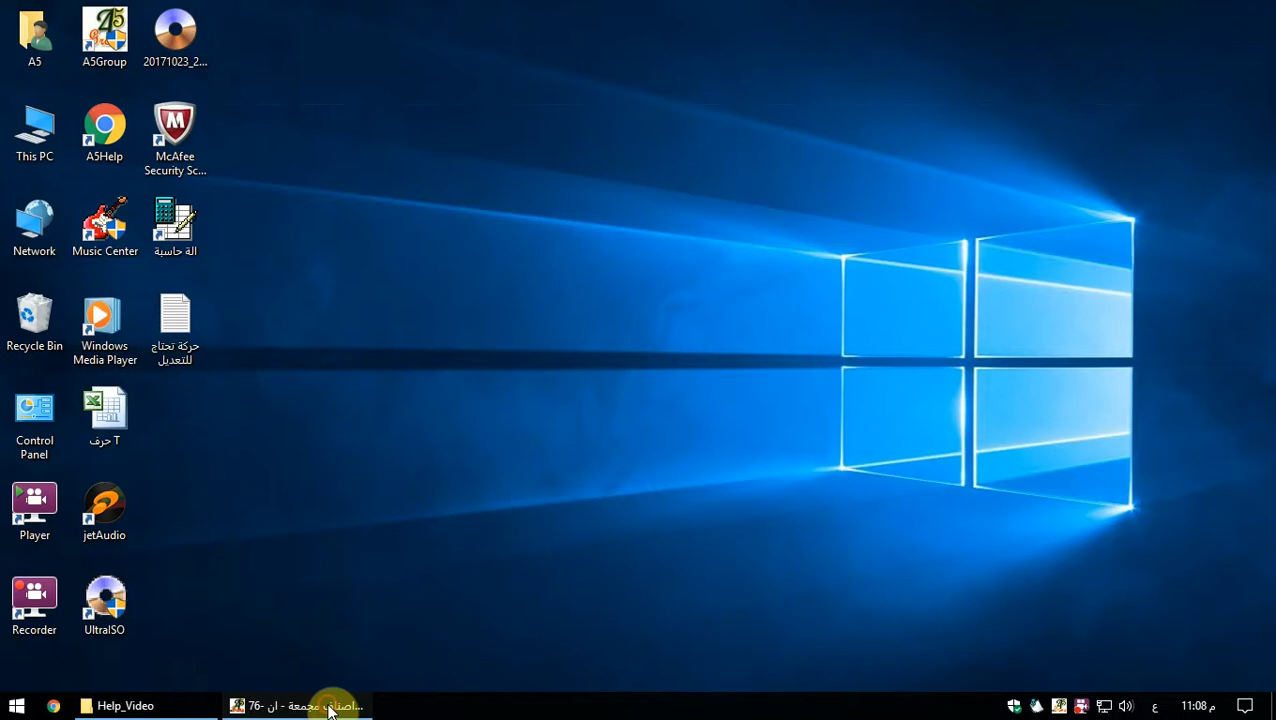 A5
A5Group
20171023_2...
This PC
A5Help
McAfee
Security Sc...
Network
Music Center
الة حاسبة
Recycle Bin
Windows
Media Player
حركة تحتاج
للتعديل
Control
Panel
حرف T
Player
jetAudio
Recorder
UltraISO
Help_Video
76- اصناف مجمعة - ان...
ع
11:08 م